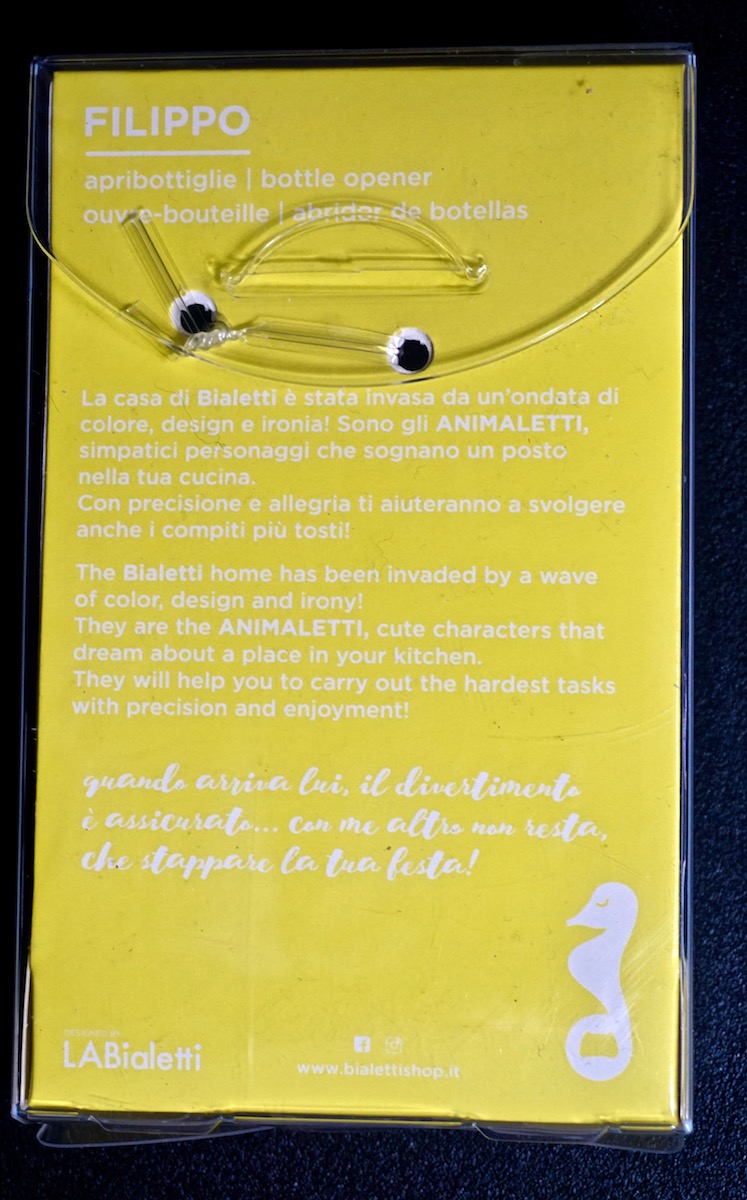 FILIPPO
apribottiglie | bottle opener
ouvre-bouteille | abridor de botellas
La casa di Bialetti è stata invasa da un'ondata di
colore, design e ironia! Sono gli ANIMALETTI,
simpatici personaggi che sognano un posto
nella tua cucina.
Con precisione e allegria ti aiuteranno a svolgere
anche i compiti più tosti!
The Bialetti home has been invaded by a wave
of color, design and irony!
They are the ANIMALETTI, cute characters that
dream about a place in your kitchen.
They will help you to carry out the hardest tasks
with precision and enjoyment!
quando arriva lui, il divertimento
è assicurato... con me altro non resta,
che stappare la tua festa!
DESIGNED BY
LABialetti
www.bialettishop.it